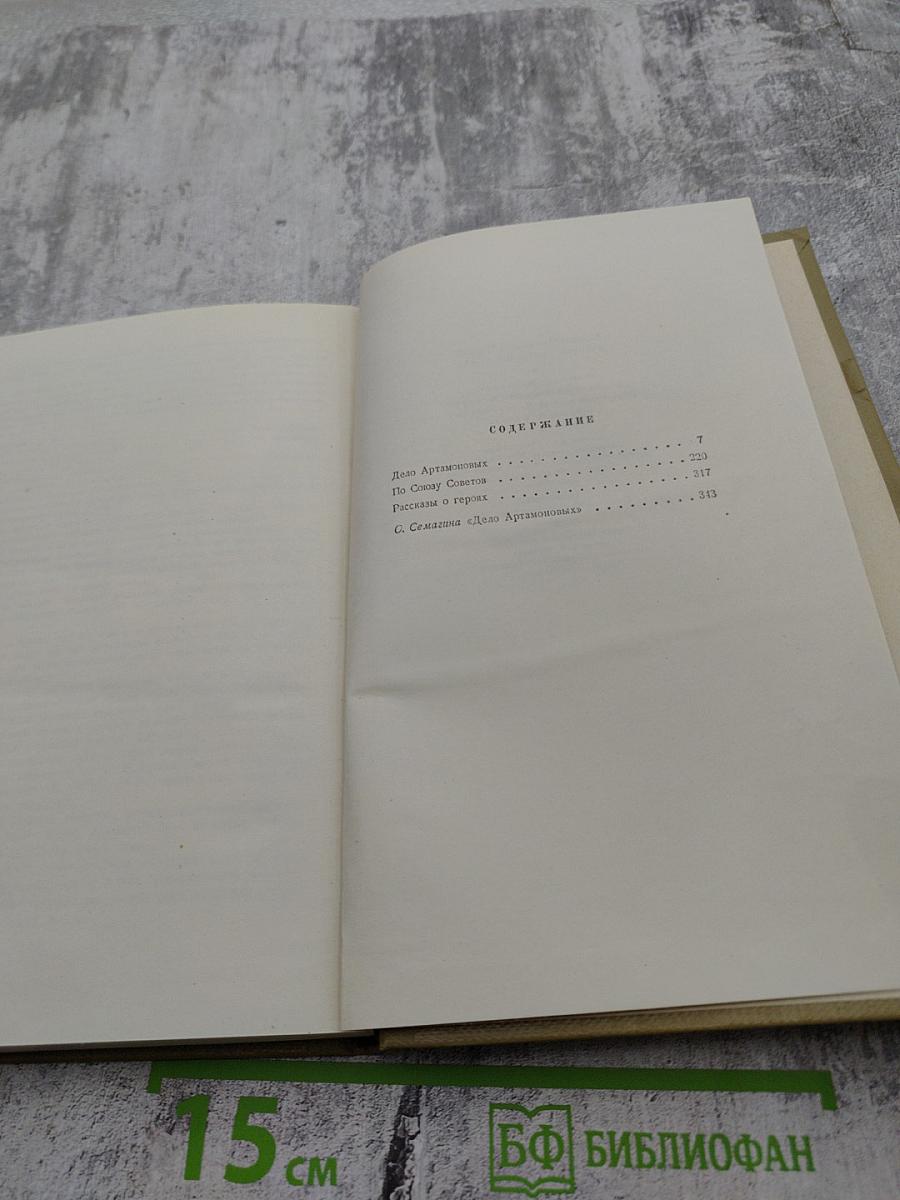 СОДЕРЖАНИЕ
Дело Артамоновых . . . . . . . . . . . . . . . . . 7
По Союзу Советов . . . . . . . . . . . . . . . . . 220
Рассказы о героях . . . . . . . . . . . . . . . . . 317
С. Семагина «Дело Артамоновых» . . . . . . . . . 343
15 см
БФ БИБЛИОФАН